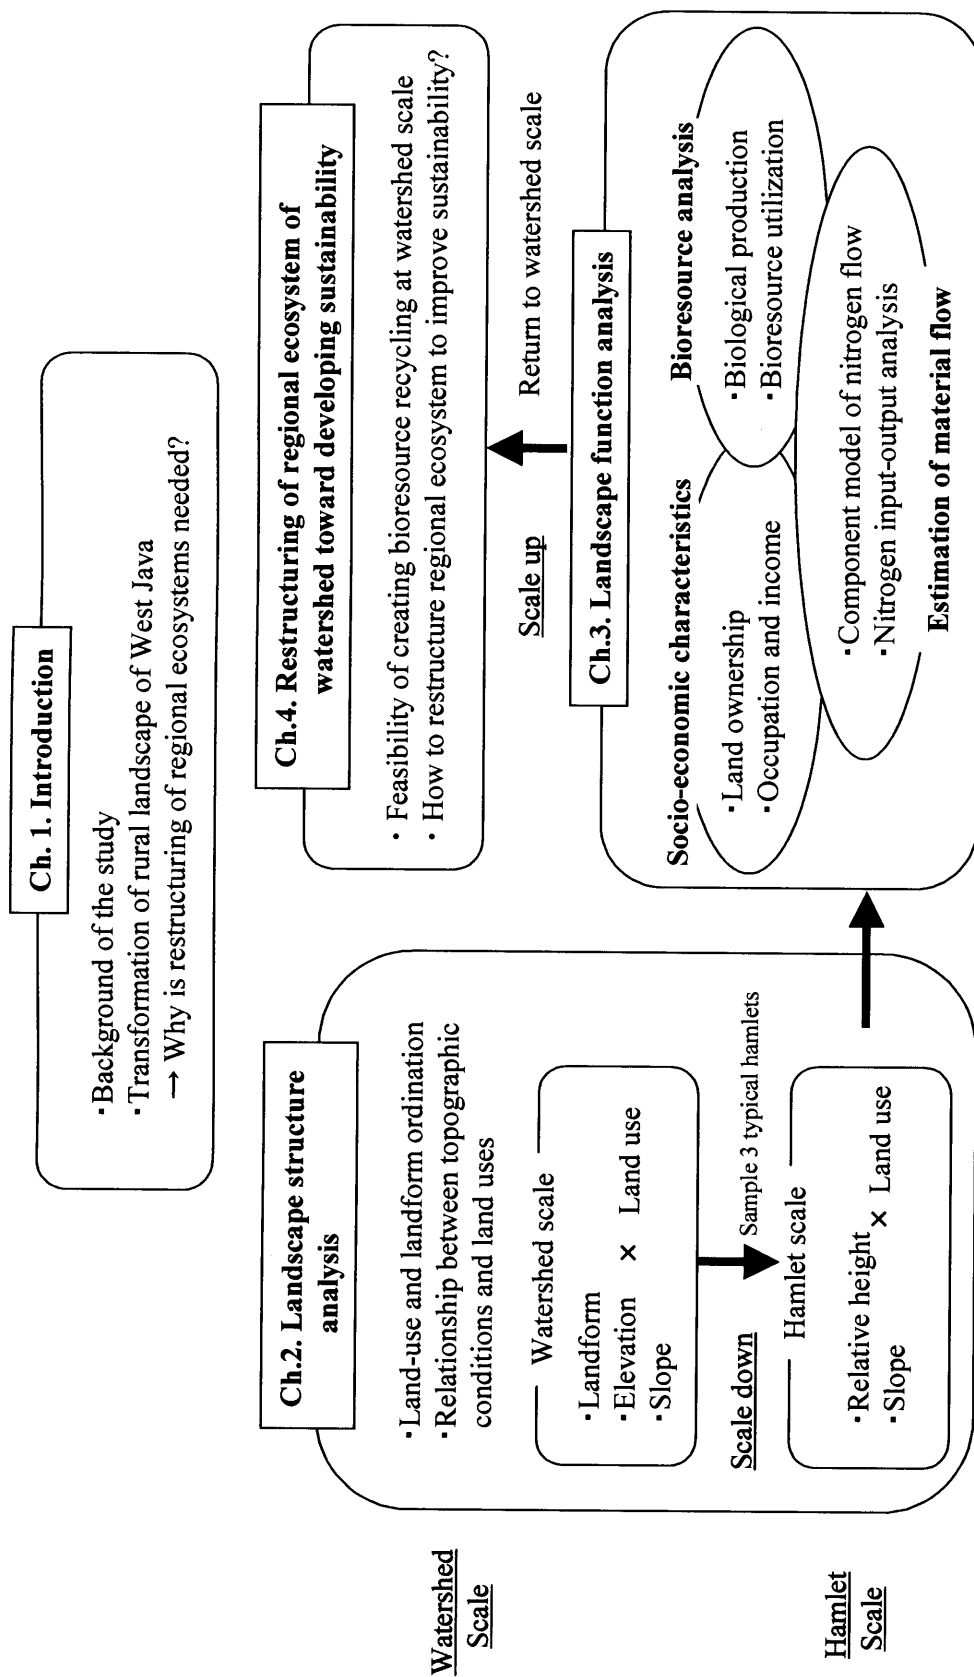 Ch. 1. Introduction
・Background of the study
・Transformation of rural landscape of West Java
→ Why is restructuring of regional ecosystems needed?
Watershed
Scale
Hamlet
Scale
Ch.2. Landscape structure
analysis
・Land-use and landform ordination
・Relationship between topographic
conditions and land uses
Watershed scale
・Landform
・Elevation × Land use
・Slope
Scale down
Sample 3 typical hamlets
Hamlet scale
・Relative height × Land use
・Slope
Ch.4. Restructuring of regional ecosystem of
watershed toward developing sustainability
・Feasibility of creating bioresource recycling at watershed scale
・How to restructure regional ecosystem to improve sustainability?
Scale up
Return to watershed scale
Ch.3. Landscape function analysis
Socio-economic characteristics
・Land ownership
・Occupation and income
Bioresource analysis
・Biological production
・Bioresource utilization
・Component model of nitrogen flow
・Nitrogen input-output analysis
Estimation of material flow